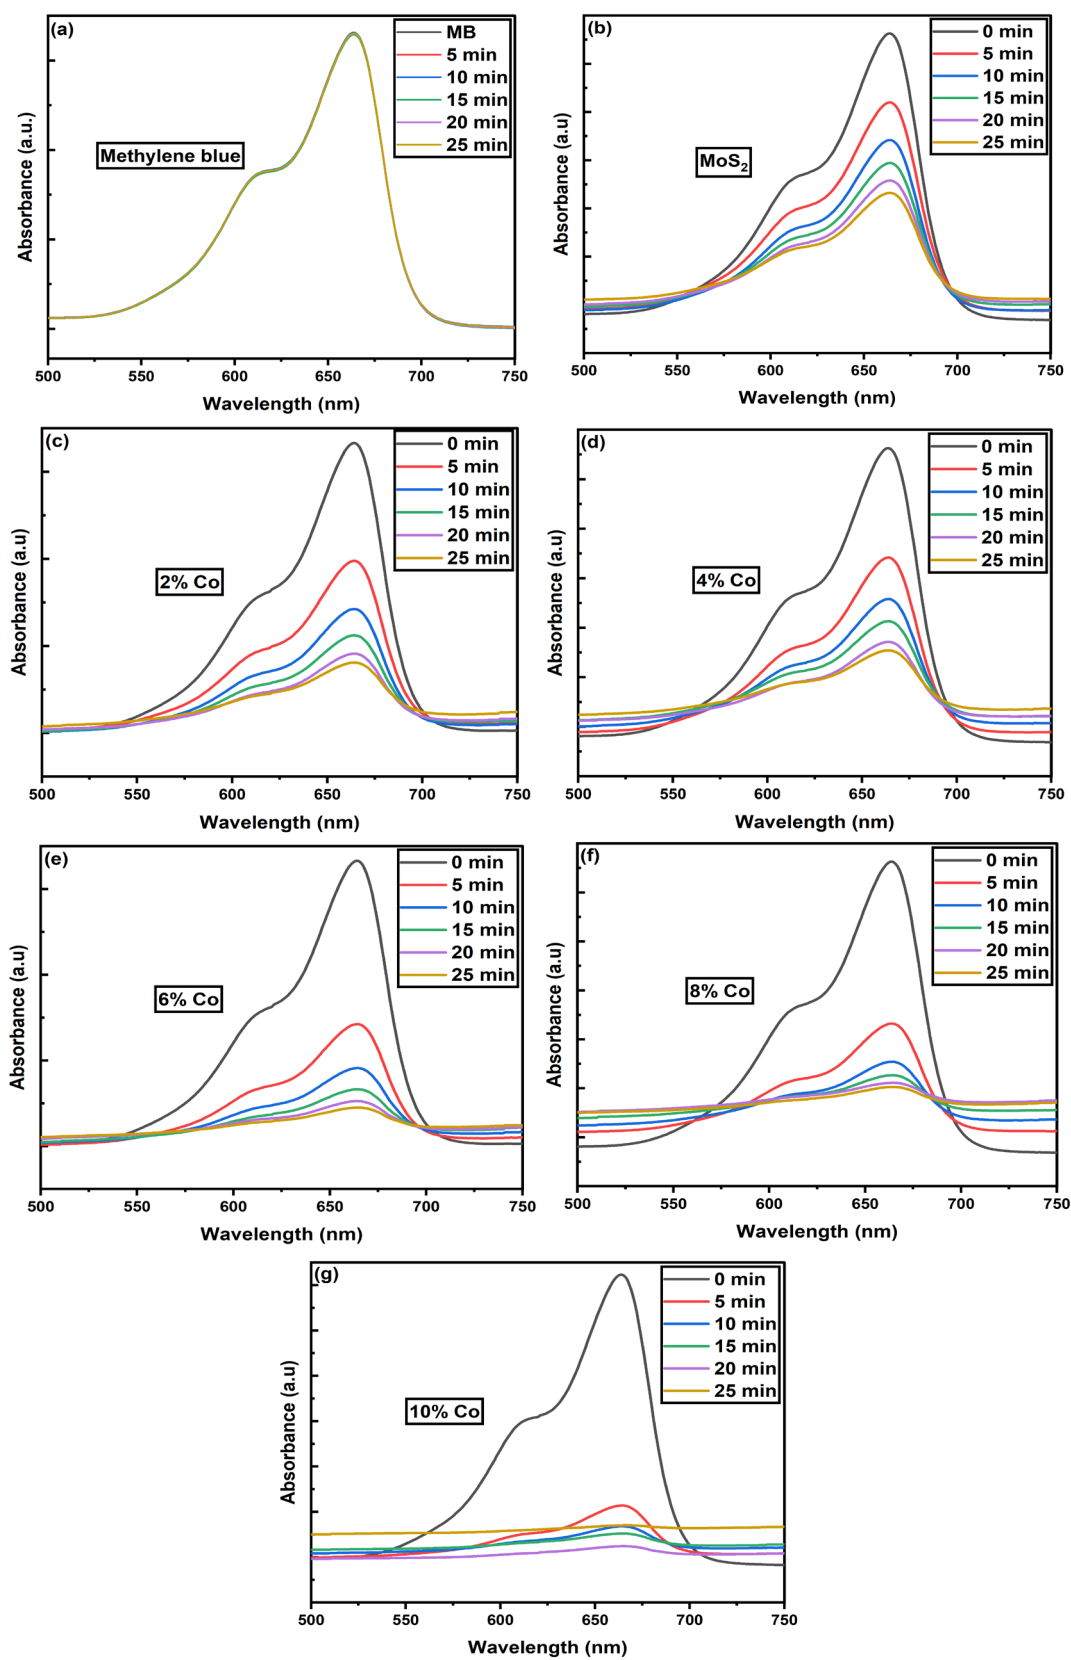 (a)
MB
5 min
10 min
15 min
20 min
25 min
Methylene blue
Absorbance (a.u.)
500 550 600 650 700 750
Wavelength (nm)
(b)
0 min
5 min
10 min
15 min
20 min
25 min
MoS₂
Absorbance (a.u)
500 550 600 650 700 750
Wavelength (nm)
(c)
0 min
5 min
10 min
15 min
20 min
25 min
2% Co
Absorbance (a.u)
500 550 600 650 700 750
Wavelength (nm)
(d)
0 min
5 min
10 min
15 min
20 min
25 min
4% Co
Absorbance (a.u)
500 550 600 650 700 750
Wavelength (nm)
(e)
0 min
5 min
10 min
15 min
20 min
25 min
6% Co
Absorbance (a.u)
500 550 600 650 700 750
Wavelength (nm)
(f)
0 min
5 min
10 min
15 min
20 min
25 min
8% Co
Absorbance (a.u)
500 550 600 650 700 750
Wavelength (nm)
(g)
0 min
5 min
10 min
15 min
20 min
25 min
10% Co
Absorbance (a.u)
500 550 600 650 700 750
Wavelength (nm)